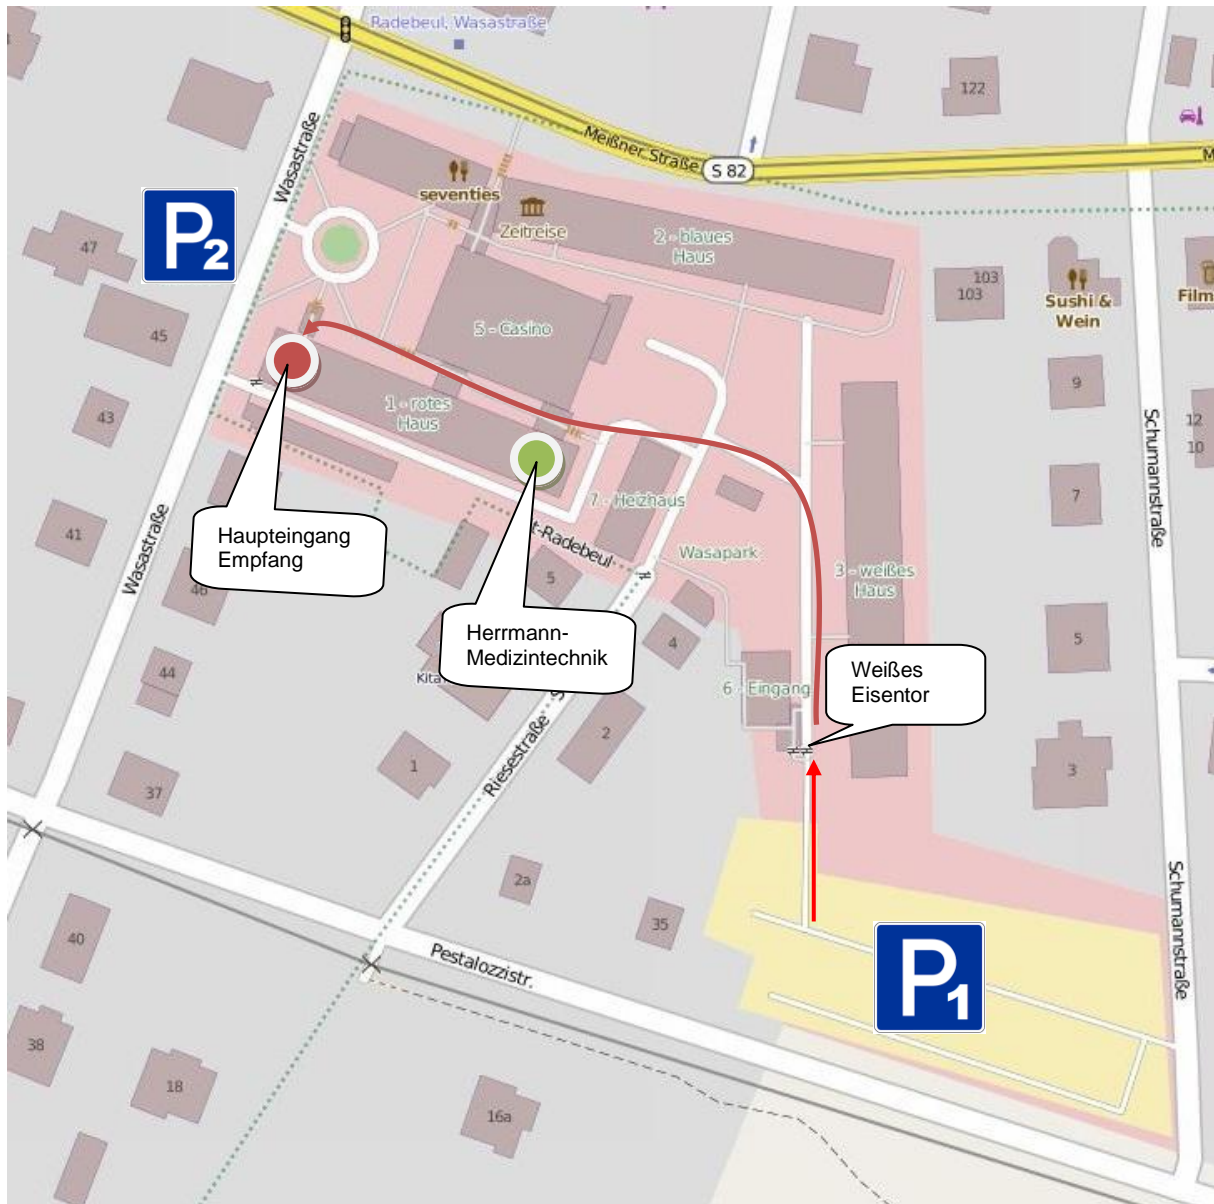 Radebeul, Wasastraße
122
Meißner Straße
S 82
M
Wasastraße
seventies
Zeitreise
P2
47
2 - blaues
Haus
103
103
Sushi &
Wein
Film
45
5 - Casino
9
43
1 - rotes
Haus
12
10
Schumannstraße
7
7 - Heizhaus
41
Haupteingang
Empfang
t-Radebeul
Wasapark
Wasastraße
46
5
3 - weißes
Haus
Herrmann-
Medizintechnik
4
5
Weißes
Eisentor
44
Kita
6 - Eingang
2
Riesestraße
1
3
37
2a
Schumannstraße
35
40
Pestalozzistr.
P1
38
18
16a